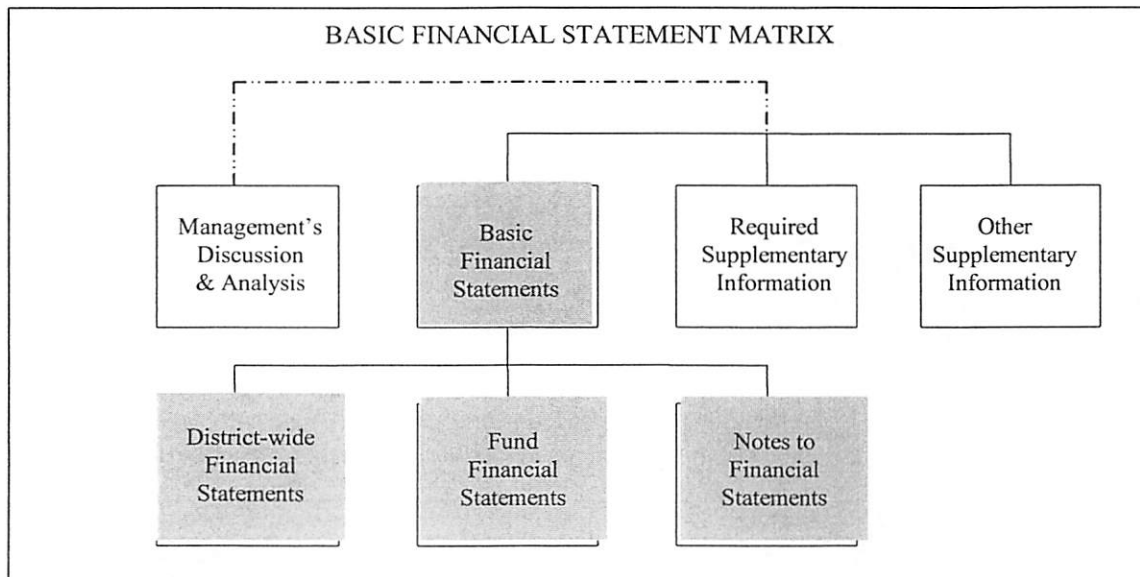 BASIC FINANCIAL STATEMENT MATRIX
Management's
Discussion
& Analysis
Basic
Financial
Statements
Required
Supplementary
Information
Other
Supplementary
Information
District-wide
Financial
Statements
Fund
Financial
Statements
Notes to
Financial
Statements